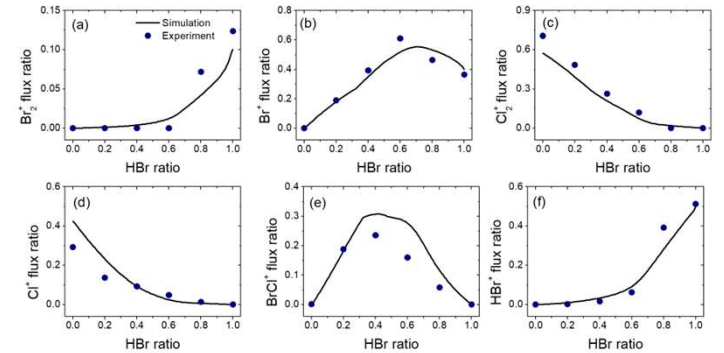 (a)
Simulation
Experiment
0.15
0.10
0.05
0.00
Br₂⁺ flux ratio
0.0 0.2 0.4 0.6 0.8 1.0
HBr ratio
(b)
0.8
0.6
0.4
0.2
0.0
Br⁺ flux ratio
0.0 0.2 0.4 0.6 0.8 1.0
HBr ratio
(c)
0.9
0.6
0.3
0.0
Cl₂⁺ flux ratio
0.0 0.2 0.4 0.6 0.8 1.0
HBr ratio
(d)
0.6
0.4
0.2
0.0
Cl⁺ flux ratio
0.0 0.2 0.4 0.6 0.8 1.0
HBr ratio
(e)
0.4
0.3
0.2
0.1
0.0
BrCl⁺ flux ratio
0.0 0.2 0.4 0.6 0.8 1.0
HBr ratio
(f)
0.6
0.4
0.2
0.0
HBr⁺ flux ratio
0.0 0.2 0.4 0.6 0.8 1.0
HBr ratio